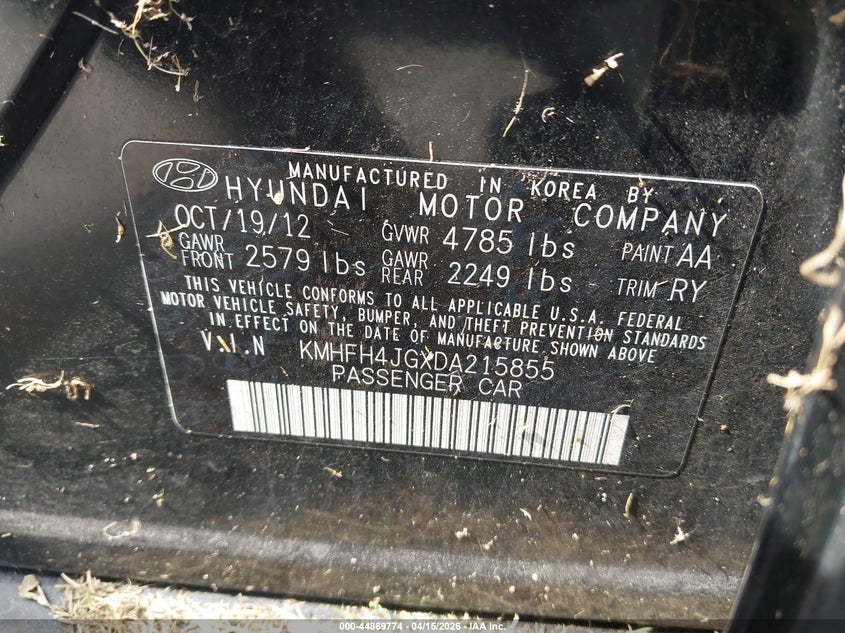 MANUFACTURED IN KOREA BY
HYUNDAI MOTOR COMPANY
OCT/19/12 GVWR 4785 lbs PAINT AA
GAWR FRONT 2579 lbs GAWR REAR 2249 lbs TRIM RY
THIS VEHICLE CONFORMS TO ALL APPLICABLE U.S.A. FEDERAL
MOTOR VEHICLE SAFETY, BUMPER, AND THEFT PREVENTION STANDARDS
IN EFFECT ON THE DATE OF MANUFACTURE SHOWN ABOVE
V.I.N KMHFH4JGXDA215855
PASSENGER CAR
000-44869774 - 04/15/2026 - IAA Inc.